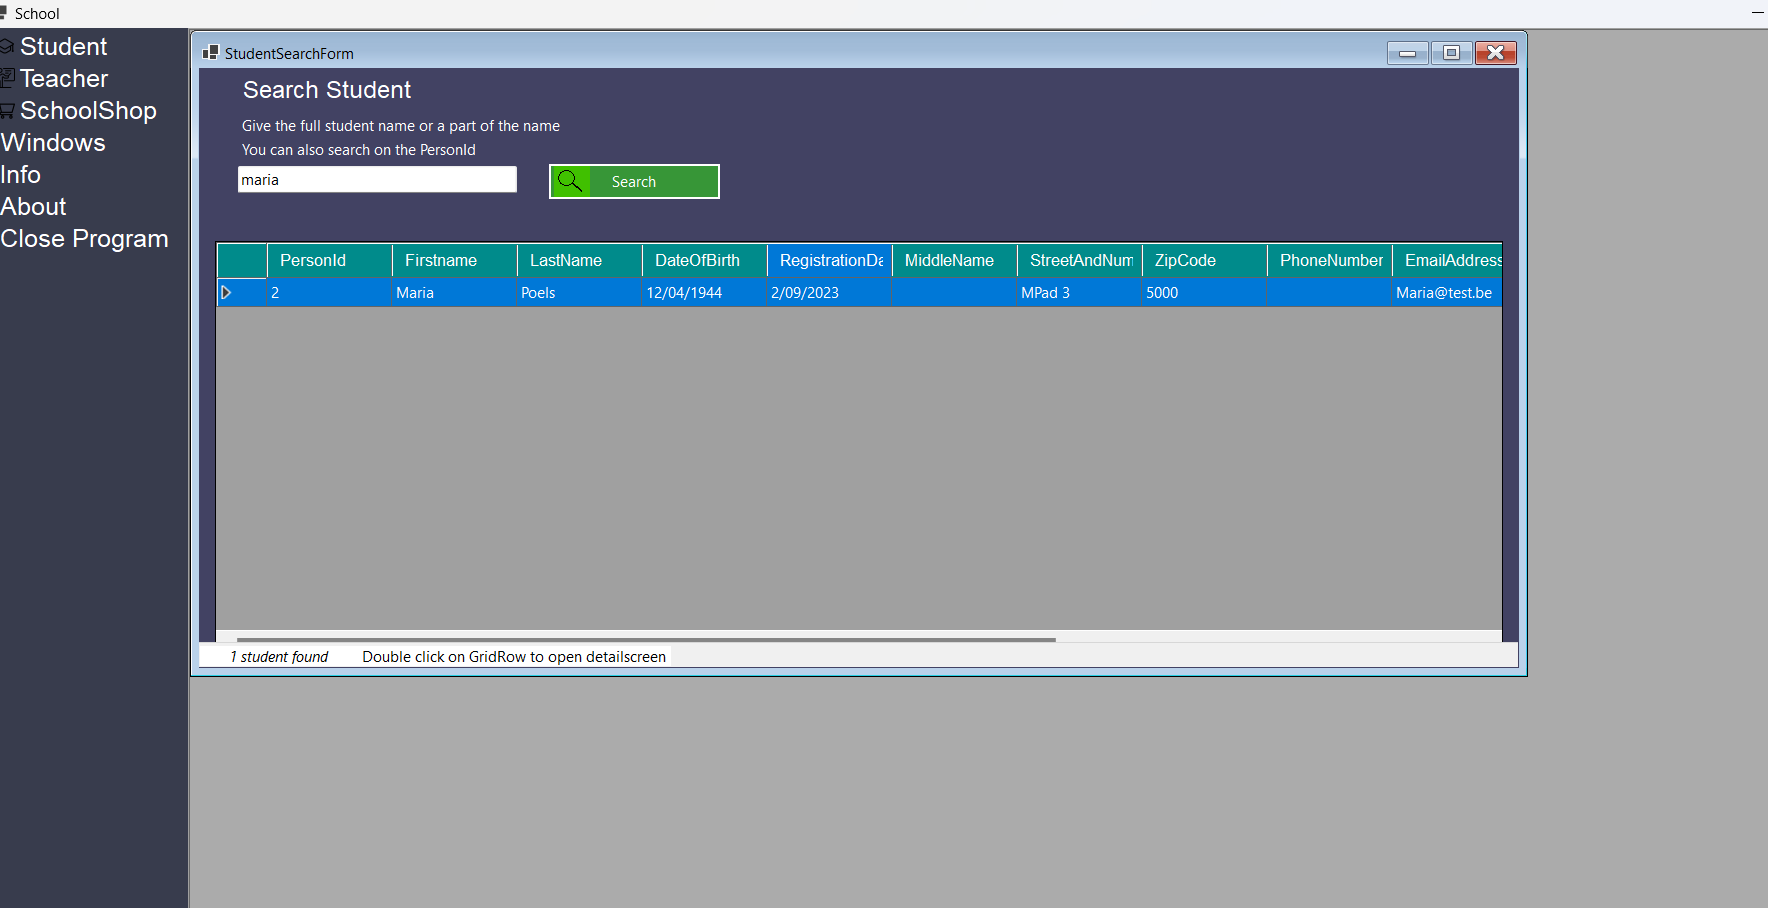 School
Student
Teacher
SchoolShop
Windows
Info
About
Close Program
StudentSearchForm
Search Student
Give the full student name or a part of the name
You can also search on the PersonId
maria
Search
PersonId Firstname LastName DateOfBirth RegistrationDa MiddleName StreetAndNum ZipCode PhoneNumber EmailAddress
2 Maria Poels 12/04/1944 2/09/2023 MPad 3 5000 Maria@test.be
1 student found Double click on GridRow to open detailscreen